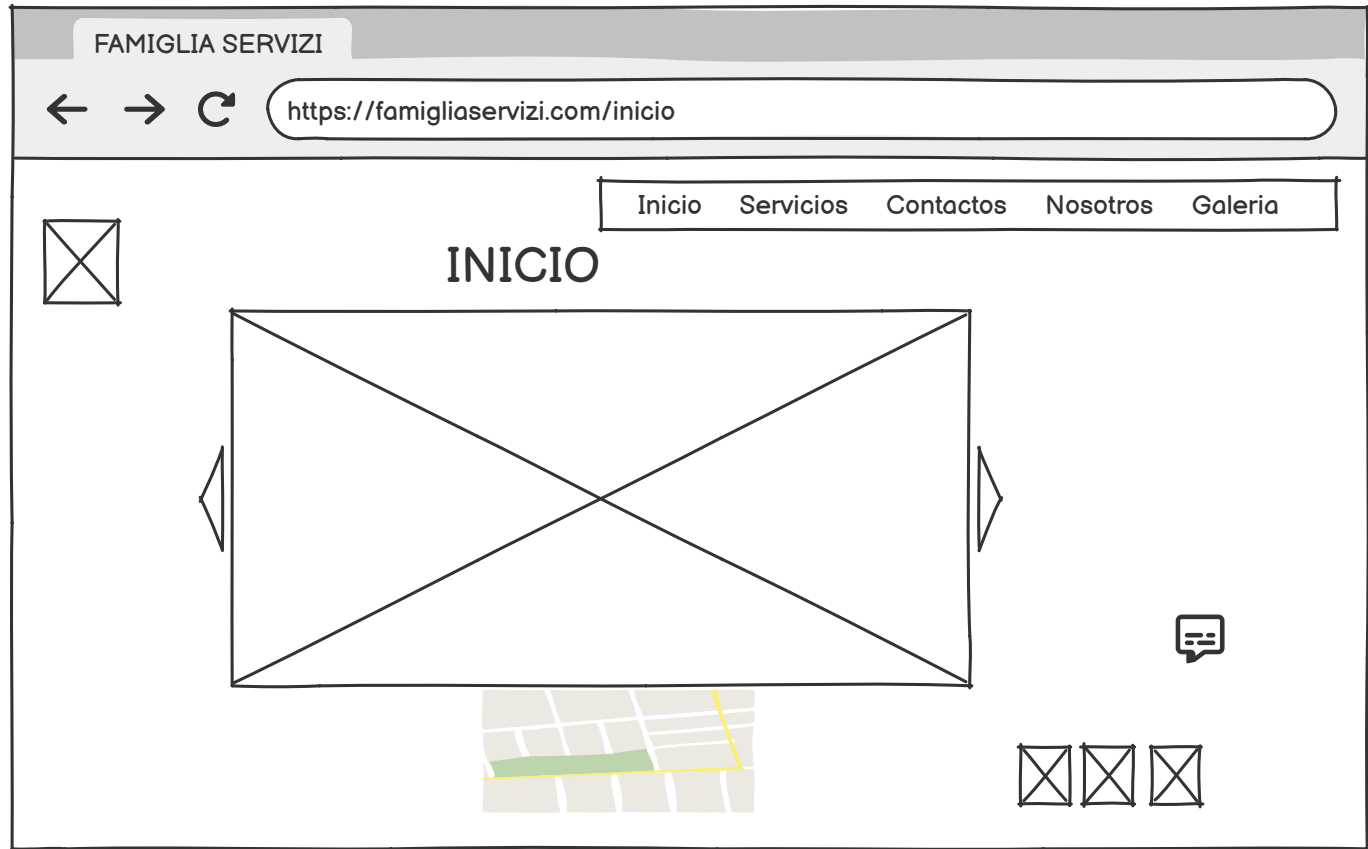 FAMIGLIA SERVIZI
https://famigliaservizi.com/inicio
Inicio Servicios Contactos Nosotros Galeria
INICIO